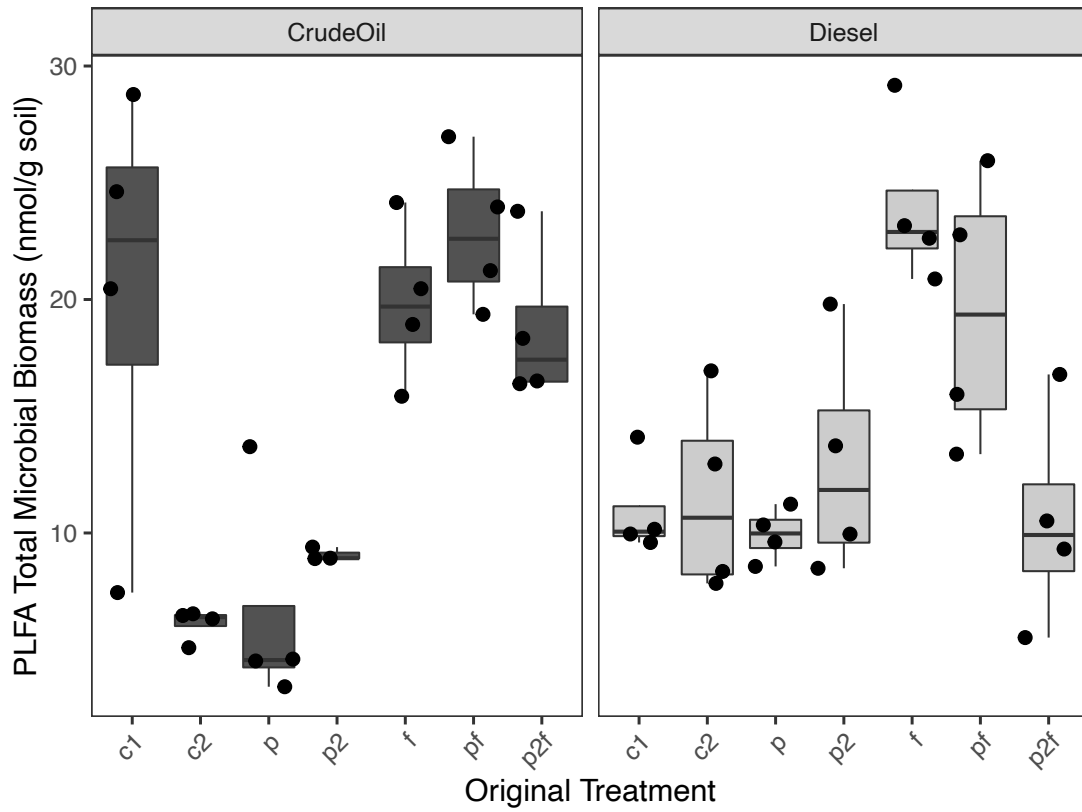 CrudeOil
Diesel
PLFA Total Microbial Biomass (nmol/g soil)
30
20
10
c1
c2
p
p2
f
pf
p2f
c1
c2
p
p2
f
pf
p2f
Original Treatment